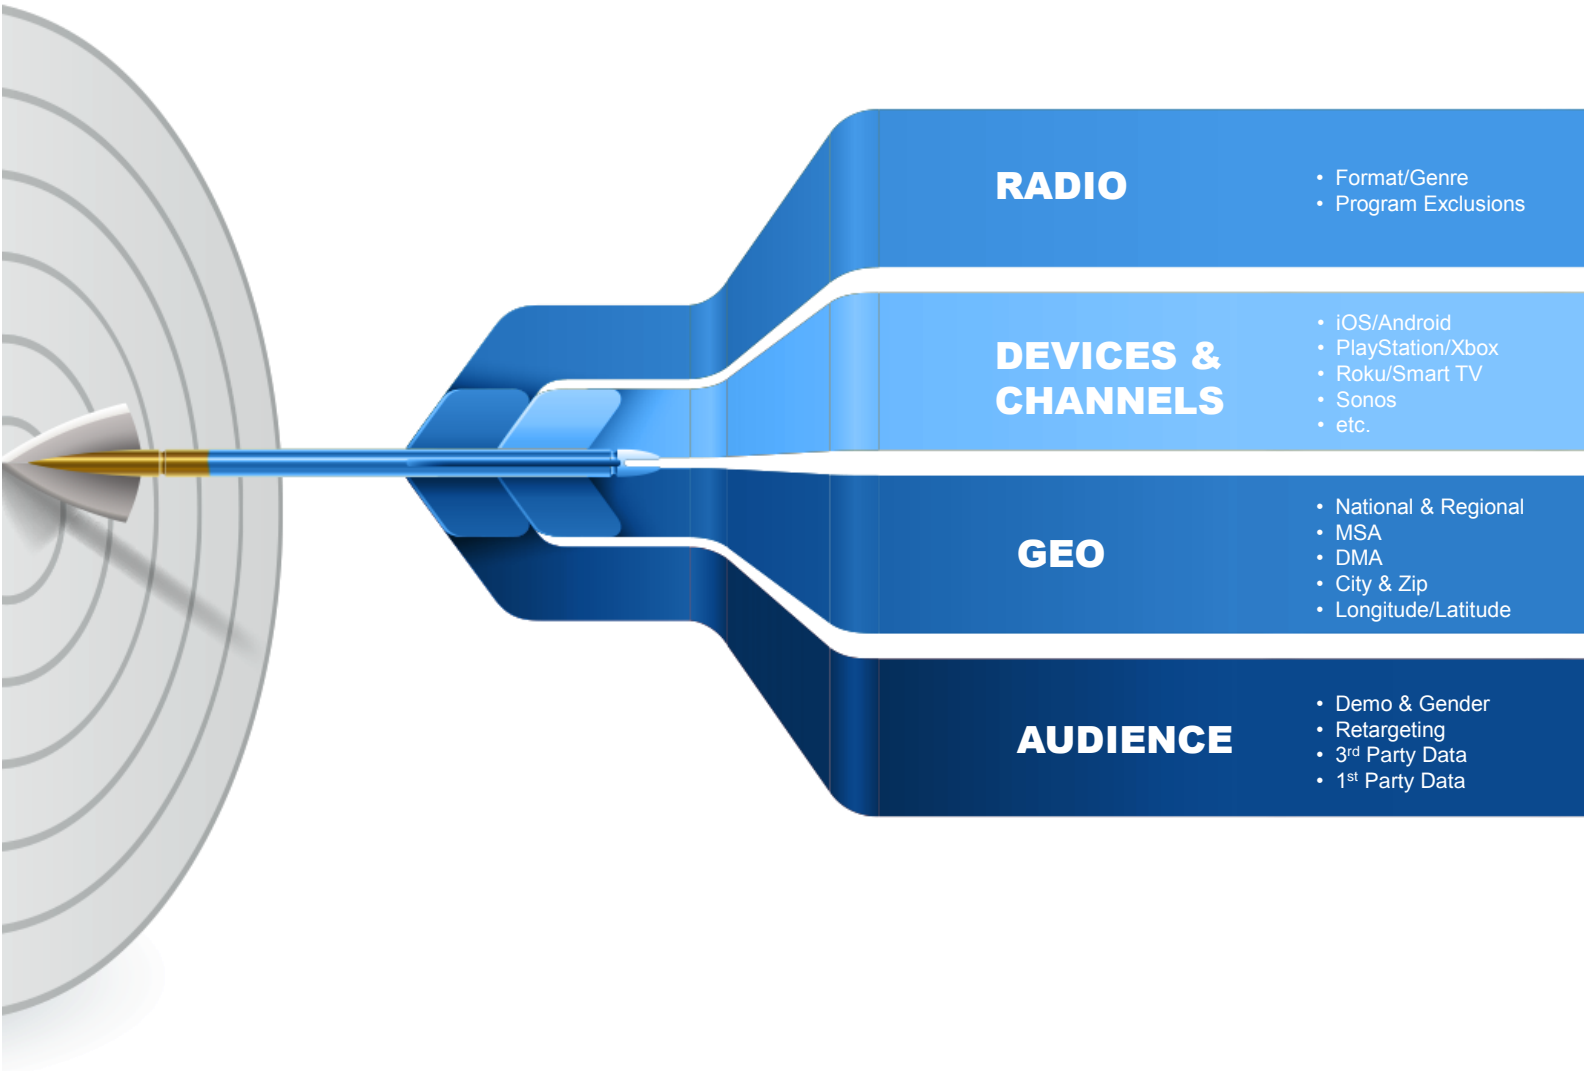 RADIO
• Format/Genre
• Program Exclusions
DEVICES &
CHANNELS
• iOS/Android
• PlayStation/Xbox
• Roku/Smart TV
• Sonos
• etc.
GEO
• National & Regional
• MSA
• DMA
• City & Zip
• Longitude/Latitude
AUDIENCE
• Demo & Gender
• Retargeting
• 3rd Party Data
• 1st Party Data